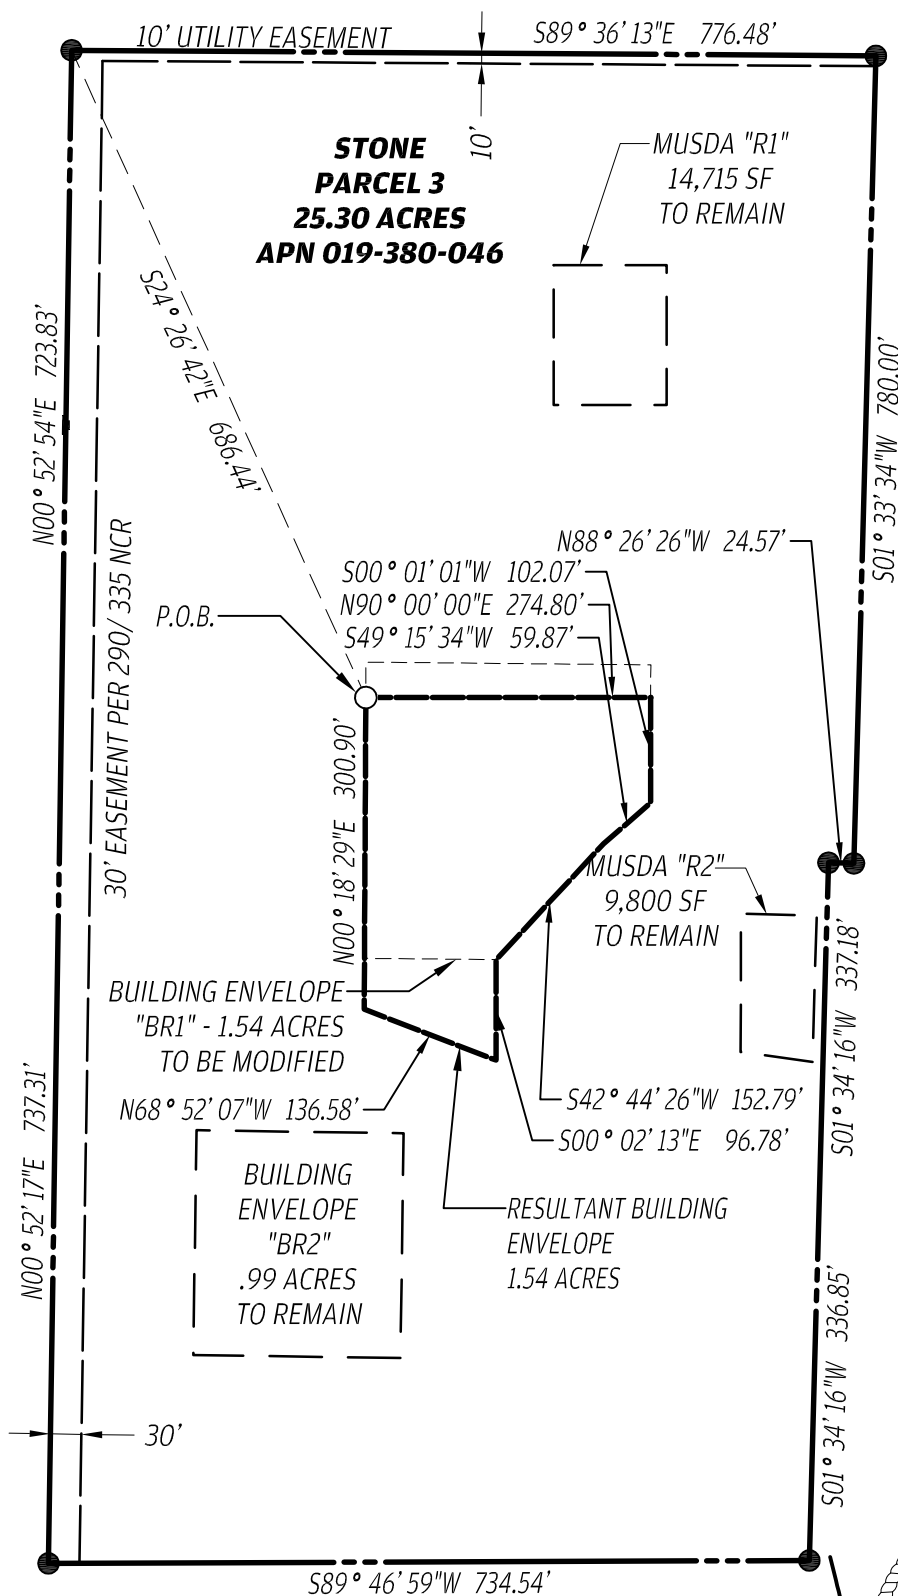 10' UTILITY EASEMENT
S89° 36' 13"E 776.48'
10'
STONE
PARCEL 3
25.30 ACRES
APN 019-380-046
MUSDA "R1"
14,715 SF
TO REMAIN
S24° 26' 42"E 686.44'
N00° 52' 54"E 723.83'
S01° 33' 34"W 780.00'
30' EASEMENT PER 290/ 335 NCR
N88° 26' 26"W 24.57'
S00° 01' 01"W 102.07'
N90° 00' 00"E 274.80'
S49° 15' 34"W 59.87'
P.O.B.
N00° 18' 29"E 300.90'
MUSDA "R2"
9,800 SF
TO REMAIN
S01° 34' 16"W 337.18'
BUILDING ENVELOPE
"BR1" - 1.54 ACRES
TO BE MODIFIED
N68° 52' 07"W 136.58'
S42° 44' 26"W 152.79'
S00° 02' 13"E 96.78'
N00° 52' 17"E 737.31'
BUILDING
ENVELOPE
"BR2"
.99 ACRES
TO REMAIN
RESULTANT BUILDING
ENVELOPE
1.54 ACRES
S01° 34' 16"W 336.85'
30'
S89° 46' 59"W 734.54'